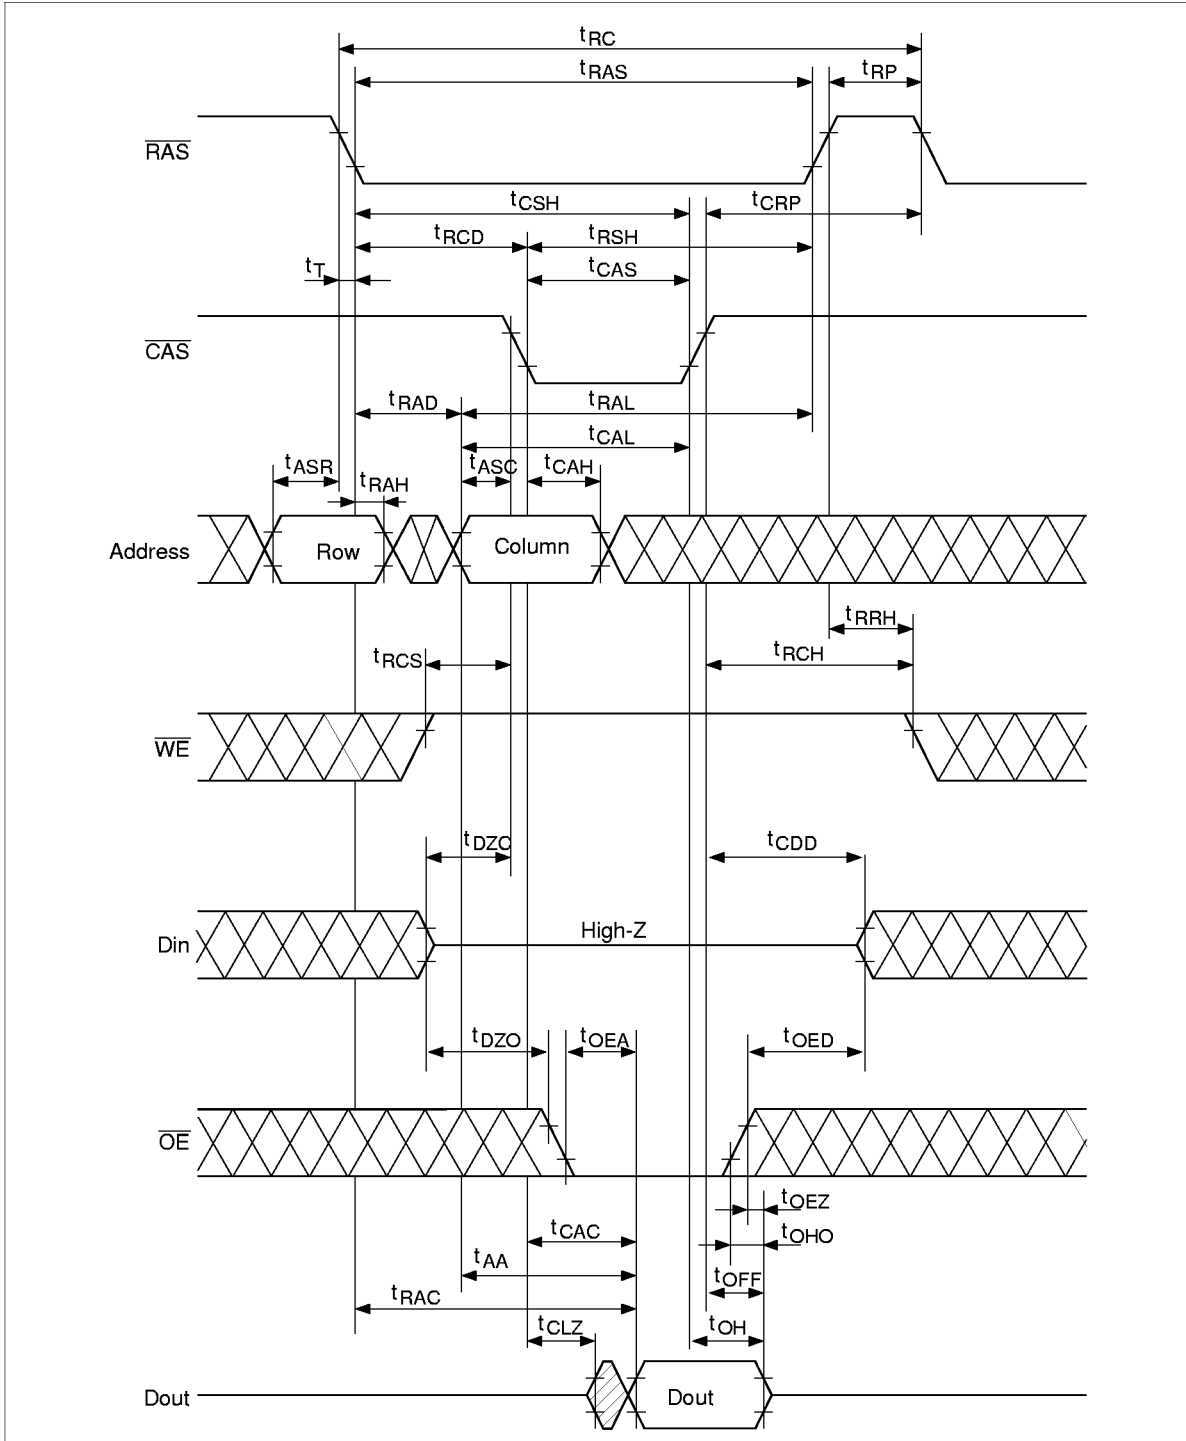 tRC
tRAS
tRP
RAS
tCSH
tCRP
tRCD
tRSH
tT
tCAS
CAS
tRAD
tRAL
tCAL
tASR
tASC
tCAH
tRAH
Address
Row
Column
tRRH
tRCS
tRCH
WE
tDZC
tCDD
Din
High-Z
tDZO
tOEA
tOED
OE
tOEZ
tCAC
tOHO
tAA
tOFF
tRAC
tCLZ
tOH
Dout
Dout